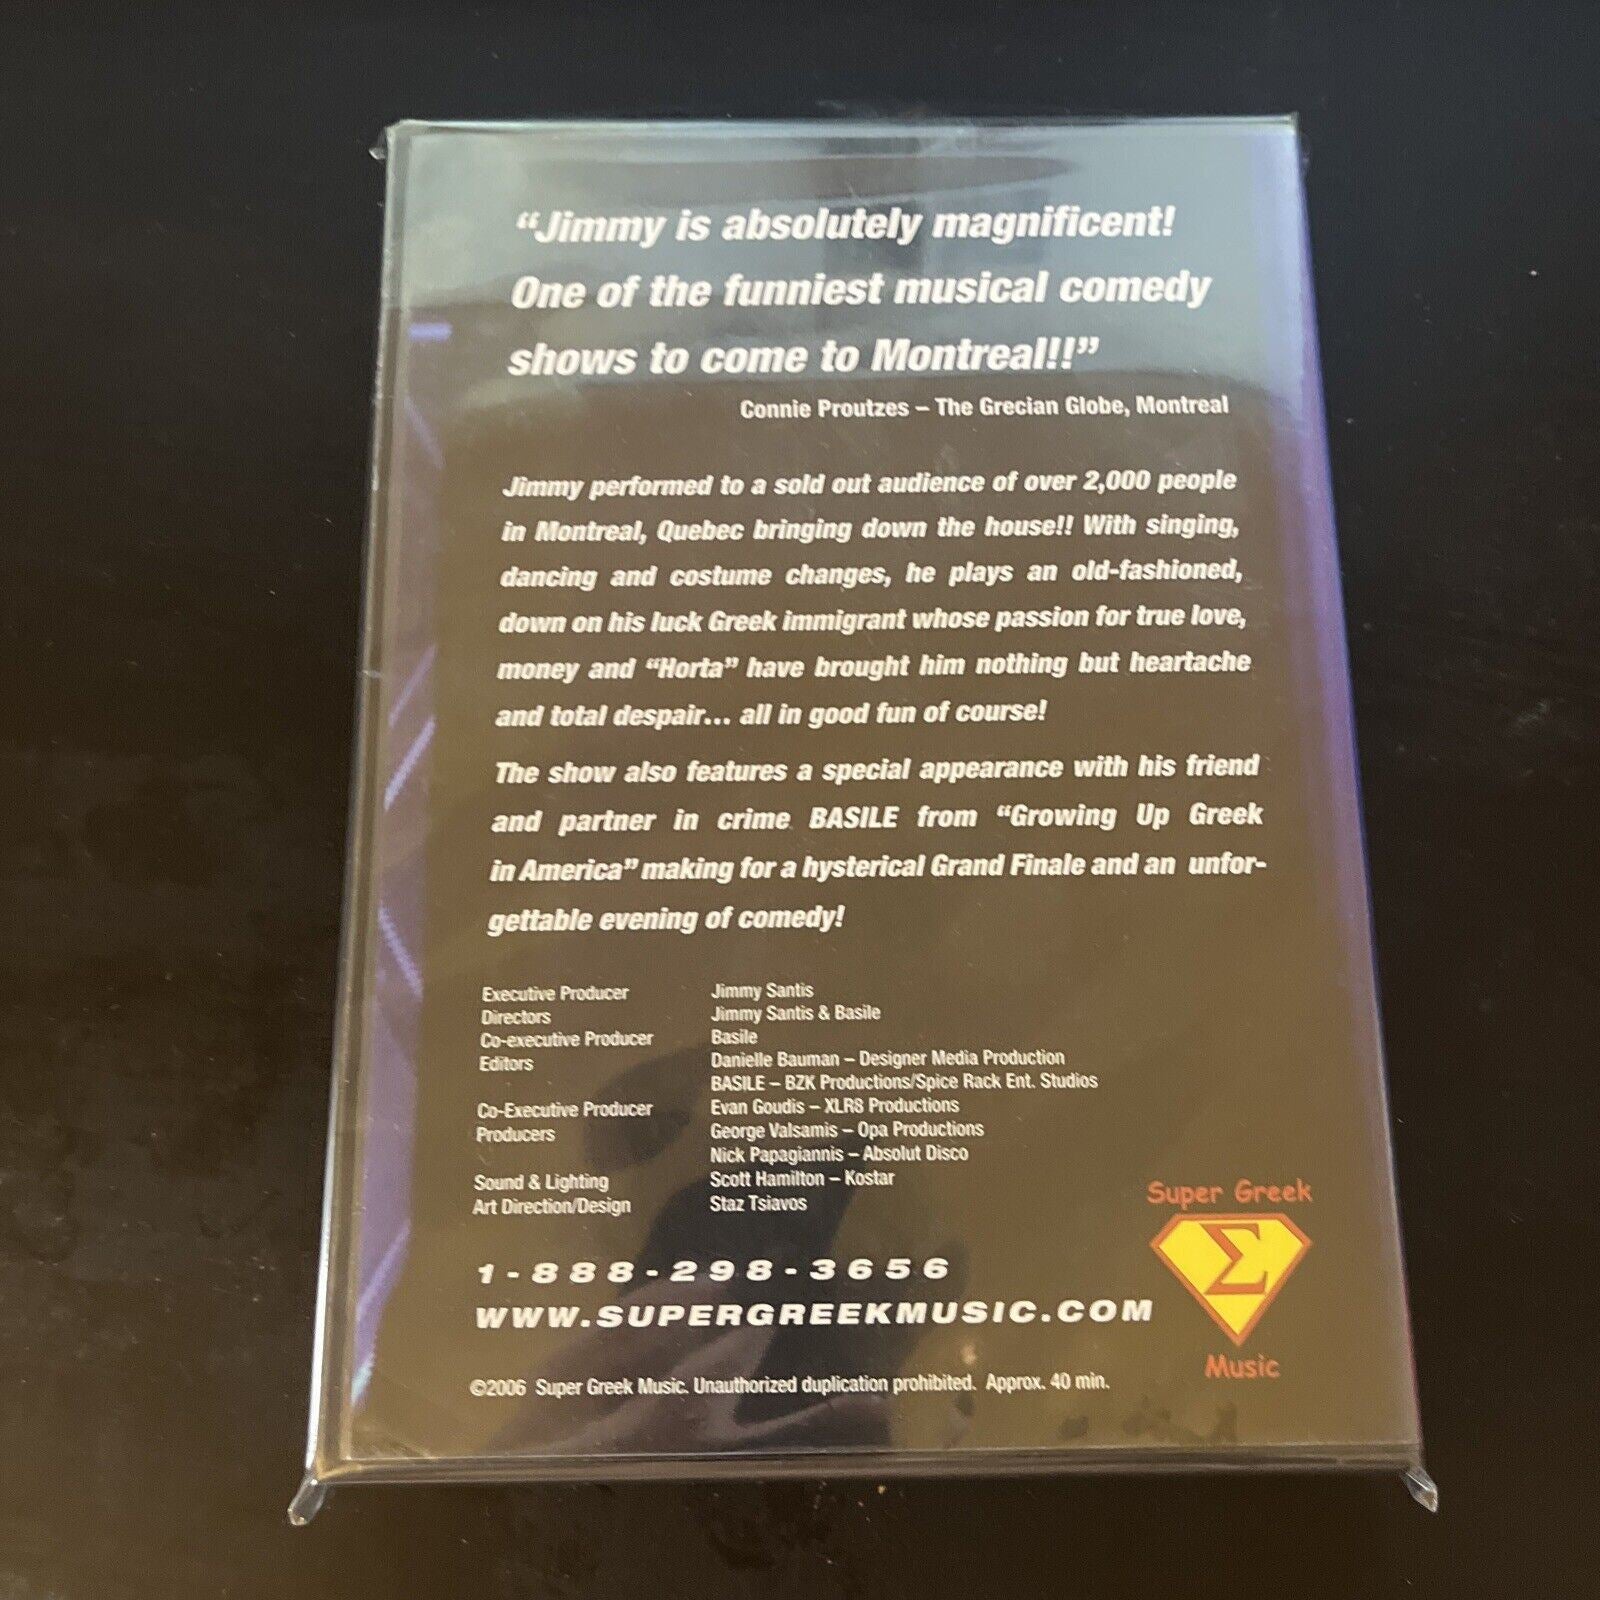 “Jimmy is absolutely magnificent!
One of the funniest musical comedy
shows to come to Montreal!!”
Connie Proutzes – The Grecian Globe, Montreal
Jimmy performed to a sold out audience of over 2,000 people
in Montreal, Quebec bringing down the house!! With singing,
dancing and costume changes, he plays an old-fashioned,
down on his luck Greek immigrant whose passion for true love,
money and “Horta” have brought him nothing but heartache
and total despair... all in good fun of course!
The show also features a special appearance with his friend
and partner in crime BASILE from “Growing Up Greek
in America” making for a hysterical Grand Finale and an unfor-
gettable evening of comedy!
Executive Producer Jimmy Santis
Directors Jimmy Santis & Basile
Co-executive Producer Basile
Editors Danielle Bauman – Designer Media Production
BASILE – BZK Productions/Spice Rack Ent. Studios
Co-Executive Producer Evan Goudis – XLR8 Productions
Producers George Valsamis – Opa Productions
Nick Papagiannis – Absolut Disco
Sound & Lighting Scott Hamilton – Kostar
Art Direction/Design Staz Tsiavos
Super Greek
Σ
Music
1-888-298-3656
WWW.SUPERGREEKMUSIC.COM
©2006 Super Greek Music. Unauthorized duplication prohibited. Approx. 40 min.